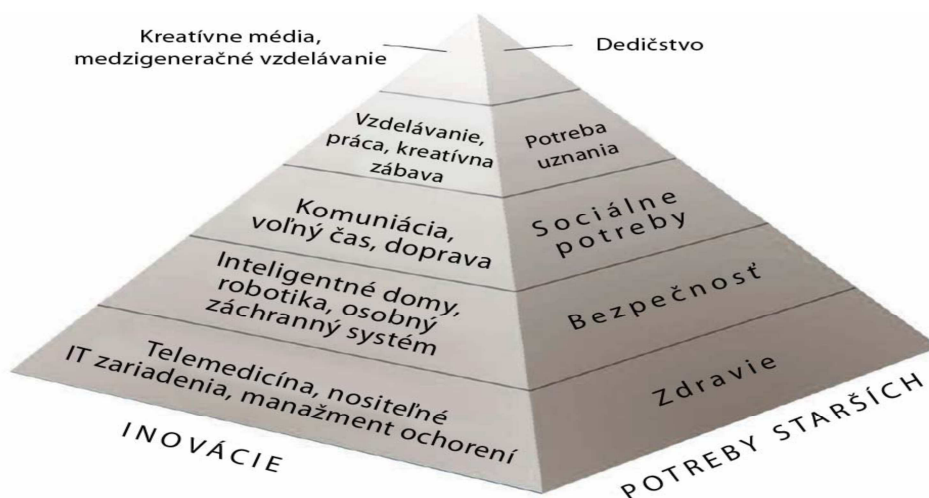 Kreatívne média,
medzigeneračné vzdelávanie
Dedičstvo
Vzdelávanie,
práca, kreatívna
zábava
Potreba
uznania
Komuniácia,
voľný čas, doprava
Sociálne
potreby
Inteligentné domy,
robotika, osobný
záchranný systém
Bezpečnosť
Telemedicína, nositeľné
IT zariadenia, manažment ochorení
Zdravie
INOVÁCIE
POTREBY STARŠÍCH